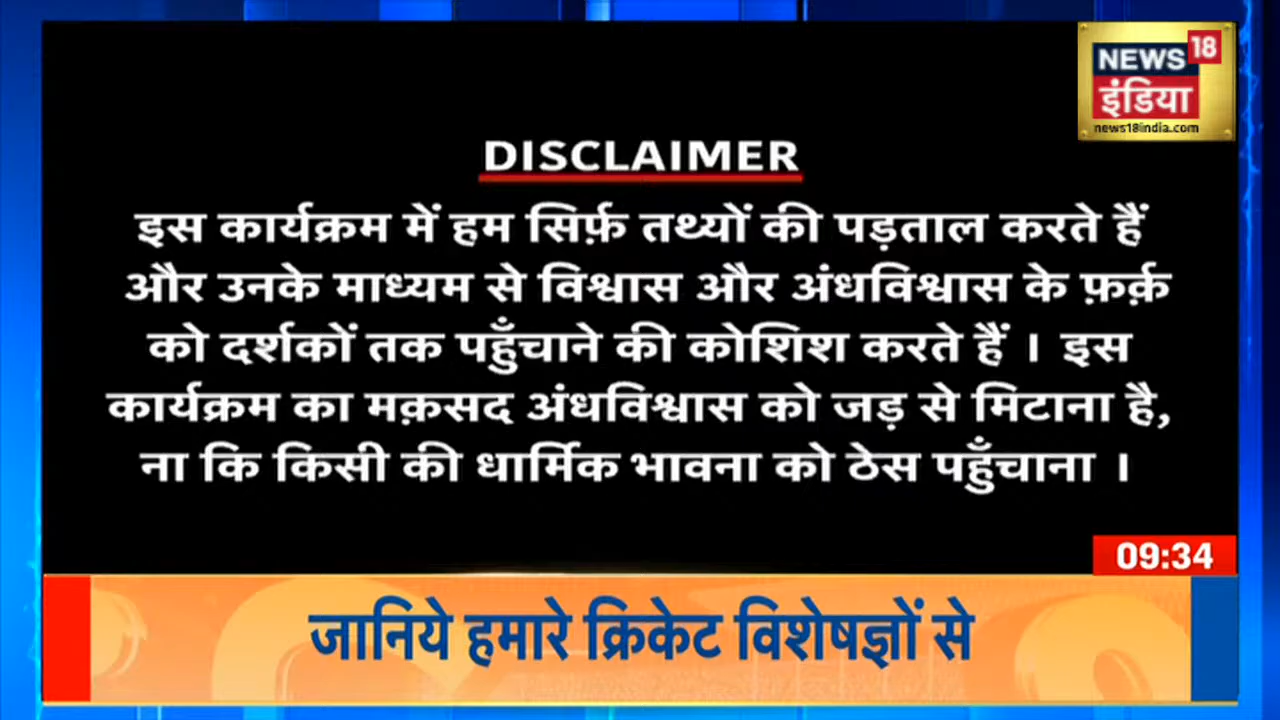 NEWS 18
इंडिया
news18india.com
DISCLAIMER
इस कार्यक्रम में हम सिर्फ़ तथ्यों की पड़ताल करते हैं
और उनके माध्यम से विश्वास और अंधविश्वास के फ़र्क़
को दर्शकों तक पहुँचाने की कोशिश करते हैं । इस
कार्यक्रम का मक़सद अंधविश्वास को जड़ से मिटाना है,
ना कि किसी की धार्मिक भावना को ठेस पहुँचाना ।
09:34
जानिये हमारे क्रिकेट विशेषज्ञों से